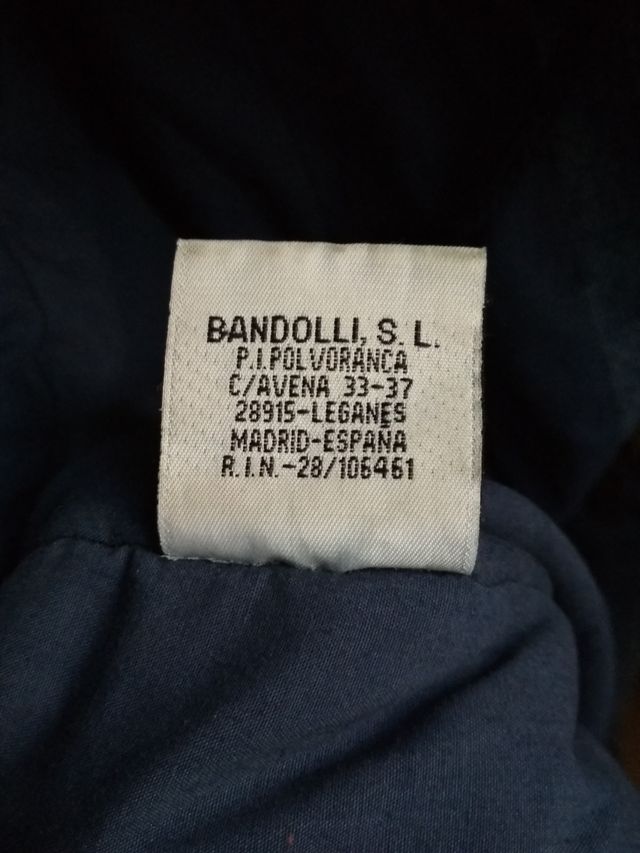 BANDOLLI, S. L.
P.I.POLVORANCA
C/AVENA 33-37
28915-LEGANES
MADRID-ESPAÑA
R.I.N.-28/106461